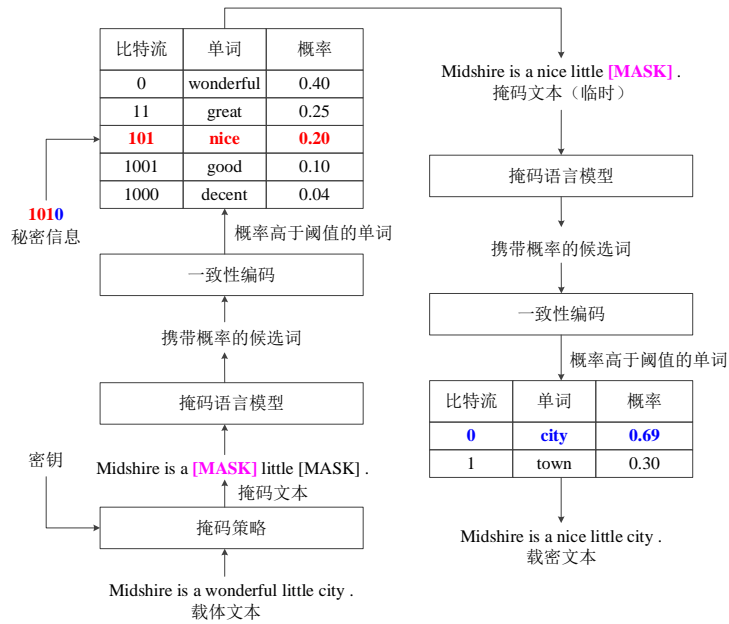 比特流 单词 概率
0 wonderful 0.40
11 great 0.25
101 nice 0.20
1001 good 0.10
1000 decent 0.04
1010
秘密信息
概率高于阈值的单词
一致性编码
携带概率的候选词
掩码语言模型
密钥
Midshire is a [MASK] little [MASK] .
掩码文本
掩码策略
Midshire is a wonderful little city .
载体文本
Midshire is a nice little [MASK] .
掩码文本（临时）
掩码语言模型
携带概率的候选词
一致性编码
概率高于阈值的单词
比特流 单词 概率
0 city 0.69
1 town 0.30
Midshire is a nice little city .
载密文本